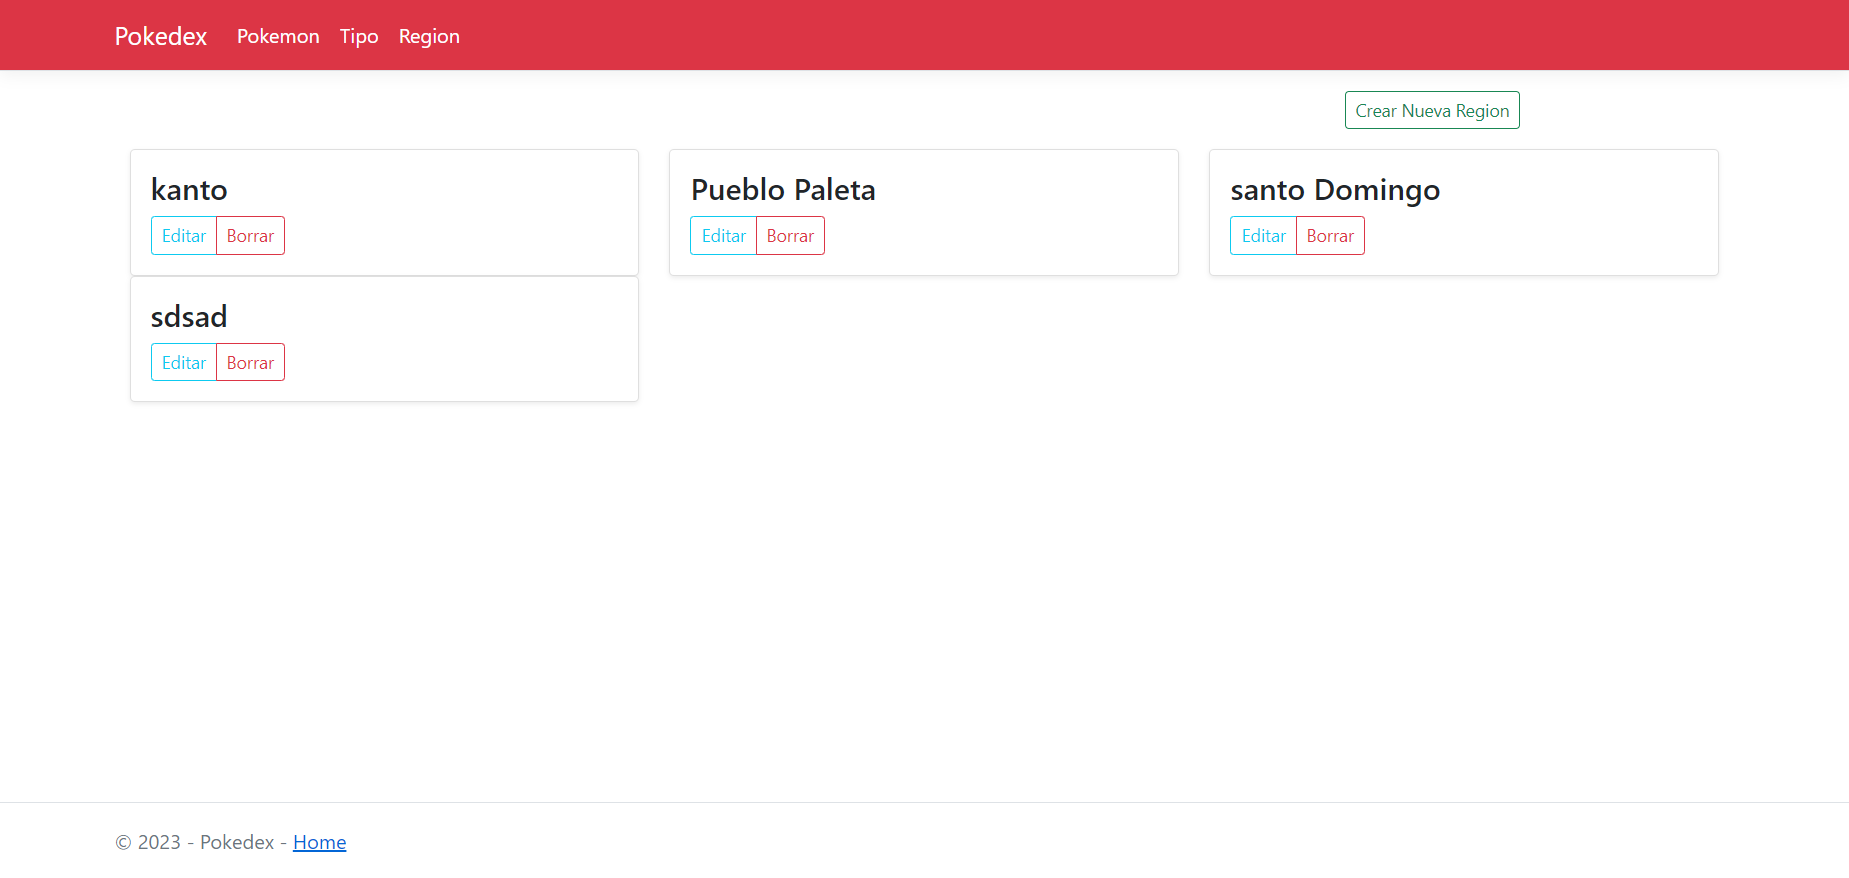 Pokedex Pokemon Tipo Region
Crear Nueva Region
kanto
Editar Borrar
Pueblo Paleta
Editar Borrar
santo Domingo
Editar Borrar
sdsad
Editar Borrar
© 2023 - Pokedex - Home